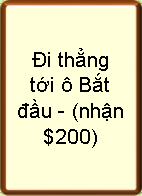 Đi thẳng
tới ô Bắt
đầu - (nhận
$200)